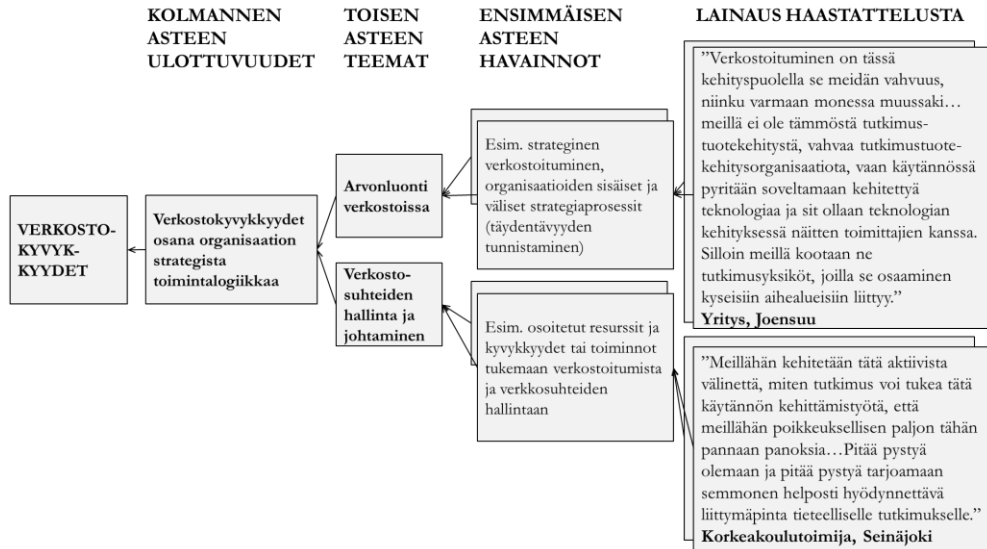 KOLMANNEN
ASTEEN
ULOTTUVUUDET
TOISEN
ASTEEN
TEEMAT
ENSIMMÄISEN
ASTEEN
HAVAINNOT
LAINAUS HAASTATTELUSTA
VERKOSTO-
KYVYK-
KYYDET
Verkostokyvykkyydet
osana organisaation
strategista
toimintalogiikkaa
Arvonluonti
verkostoissa
Verkosto-
suhteiden
hallinta ja
johtaminen
Esim. strateginen
verkostoituminen,
organisaatioiden sisäiset ja
väliset strategiaprosessit
(täydentävyyden
tunnistaminen)
Esim. osoitetut resurssit ja
kyvykkyydet tai toiminnot
tukemaan verkostoitumista
ja verkkosuhteiden
hallintaan
”Verkostoituminen on tässä
kehityspuolella se meidän vahvuus,
niinku varmaan monessa muussaki…
meillä ei ole tämmöstä tutkimus-
tuotekehitystä, vahvaa tutkimustuote-
kehitysorganisaatiota, vaan käytännössä
pyritään soveltamaan kehitettyä
teknologiaa ja sit ollaan teknologian
kehityksessä näitten toimittajien kanssa.
Silloin meillä kootaan ne
tutkimusyksiköt, joilla se osaaminen
kyseisiin aihealueisiin liittyy.”
Yritys, Joensuu
”Meillähän kehitetään tätä aktiivista
välinettä, miten tutkimus voi tukea tätä
käytännön kehittämistyötä, että
meillähän poikkeuksellisen paljon tähän
pannaan panoksia…Pitää pystyä
olemaan ja pitää pystyä tarjoamaan
semmonen helposti hyödynnettävä
liittymäpinta tieteelliselle tutkimukselle.”
Korkeakoulutoimija, Seinäjoki